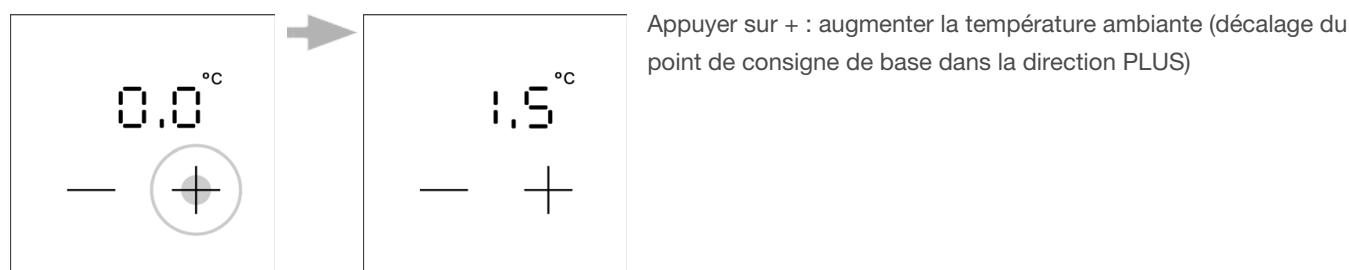 Appuyer sur + : augmenter la température ambiante (décalage du
point de consigne de base dans la direction PLUS)
0.0 °C
— +
1.5 °C
— +